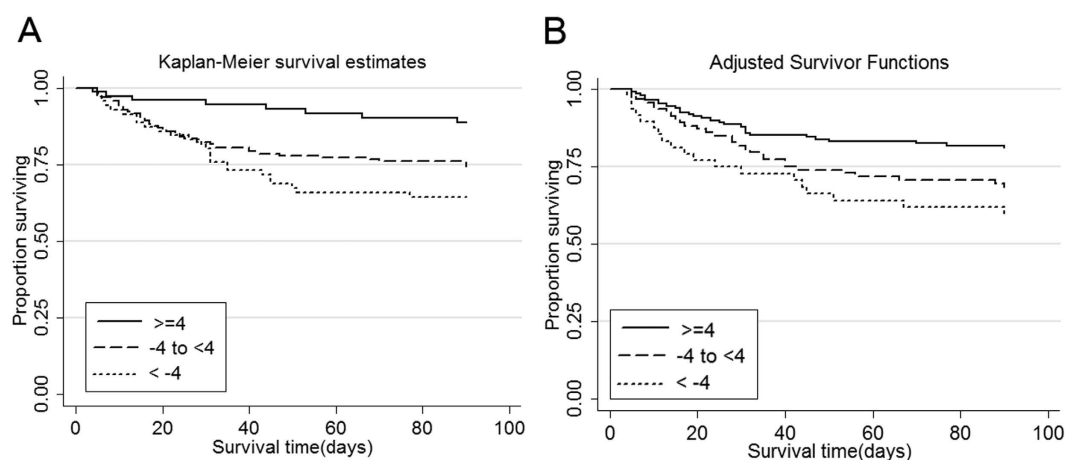 A
Kaplan-Meier survival estimates
Proportion surviving
1.00
0.75
0.50
0.25
0.00
>=4
-4 to <4
< -4
0 20 40 60 80 100
Survival time(days)
B
Adjusted Survivor Functions
Proportion surviving
1.00
0.75
0.50
0.25
0.00
>=4
-4 to <4
< -4
0 20 40 60 80 100
Survival time(days)